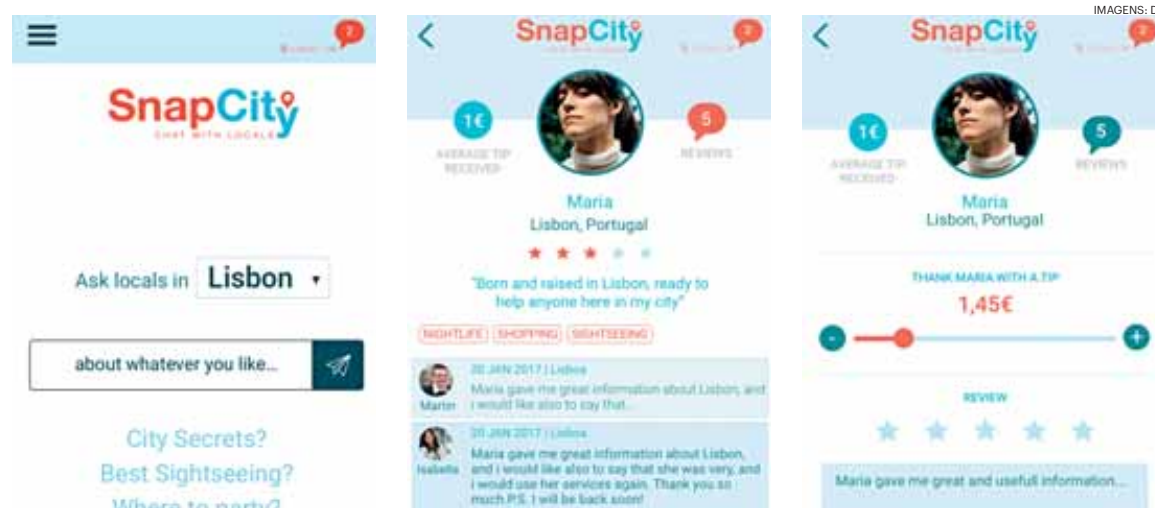 IMAGENS: D
2
SnapCity
CHAT WITH LOCALS
Ask locals in Lisbon
about whatever you like...
City Secrets?
Best Sightseeing?
Where to party?
SnapCity
2
1€
AVERAGE TIP
RECEIVED
5
REVIEWS
Maria
Lisbon, Portugal
"Born and raised in Lisbon, ready to
help anyone here in my city"
NIGHTLIFE SHOPPING SIGHTSEEING
20 JAN 2017 | Lisboa
Maria gave me great information about Lisbon, and
i would like also to say that...
Martin
20 JAN 2017 | Lisboa
Maria gave me great information about Lisbon,
and i would like also to say that she was very, and
i would use her services again. Thank you so
much P.S. I will be back soon!
Isabella
SnapCity
2
1€
AVERAGE TIP
RECEIVED
5
REVIEWS
Maria
Lisbon, Portugal
THANK MARIA WITH A TIP
1,45€
- +
REVIEW
Maria gave me great and usefull information...